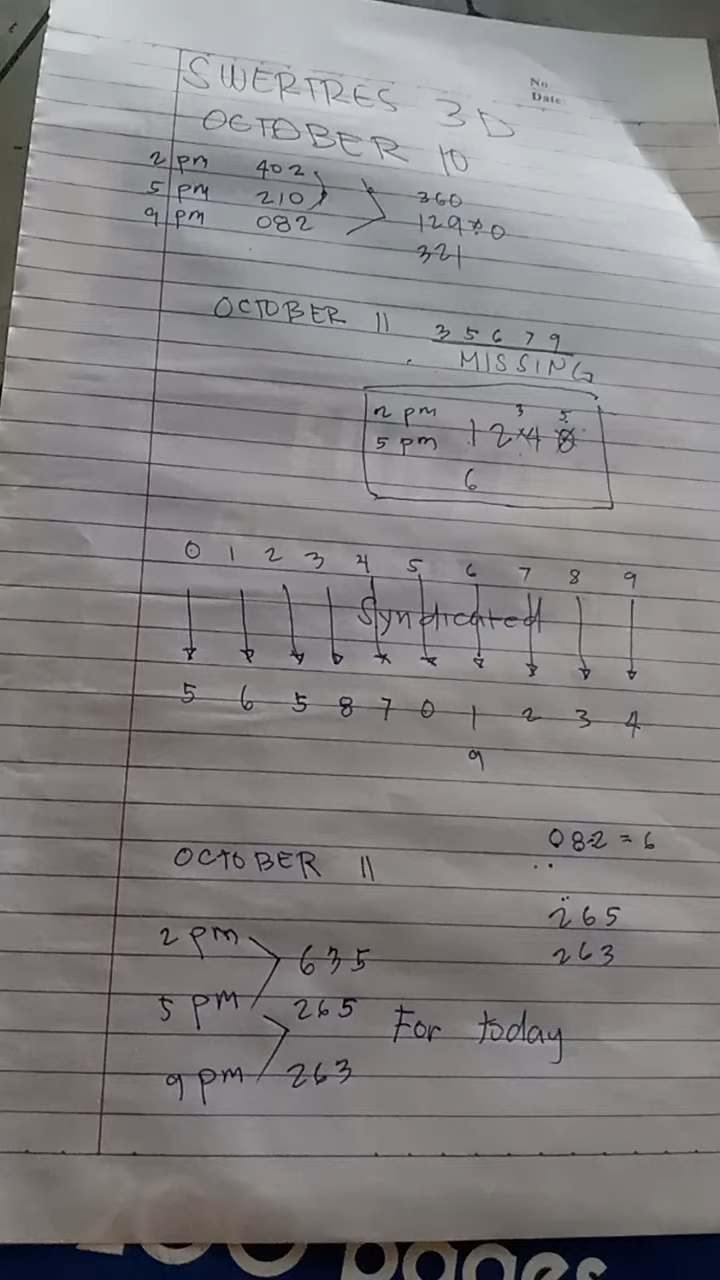 No
Date:
SWERTRES 3D
OCTOBER 10
2 pm 402
5 pm 210 360
9 pm 082 129
321
OCTOBER 11 3 5 6 7 9
MISSING
2 pm 3 5
5 pm 1 2 4
6
0 1 2 3 4 5 6 7 8 9
Syndicated
5 6 5 8 7 0 1 2 3 4
9
082 = 6
OCTOBER 11
265
2 pm 635 263
5 pm 265 For today
9 pm 263
pages